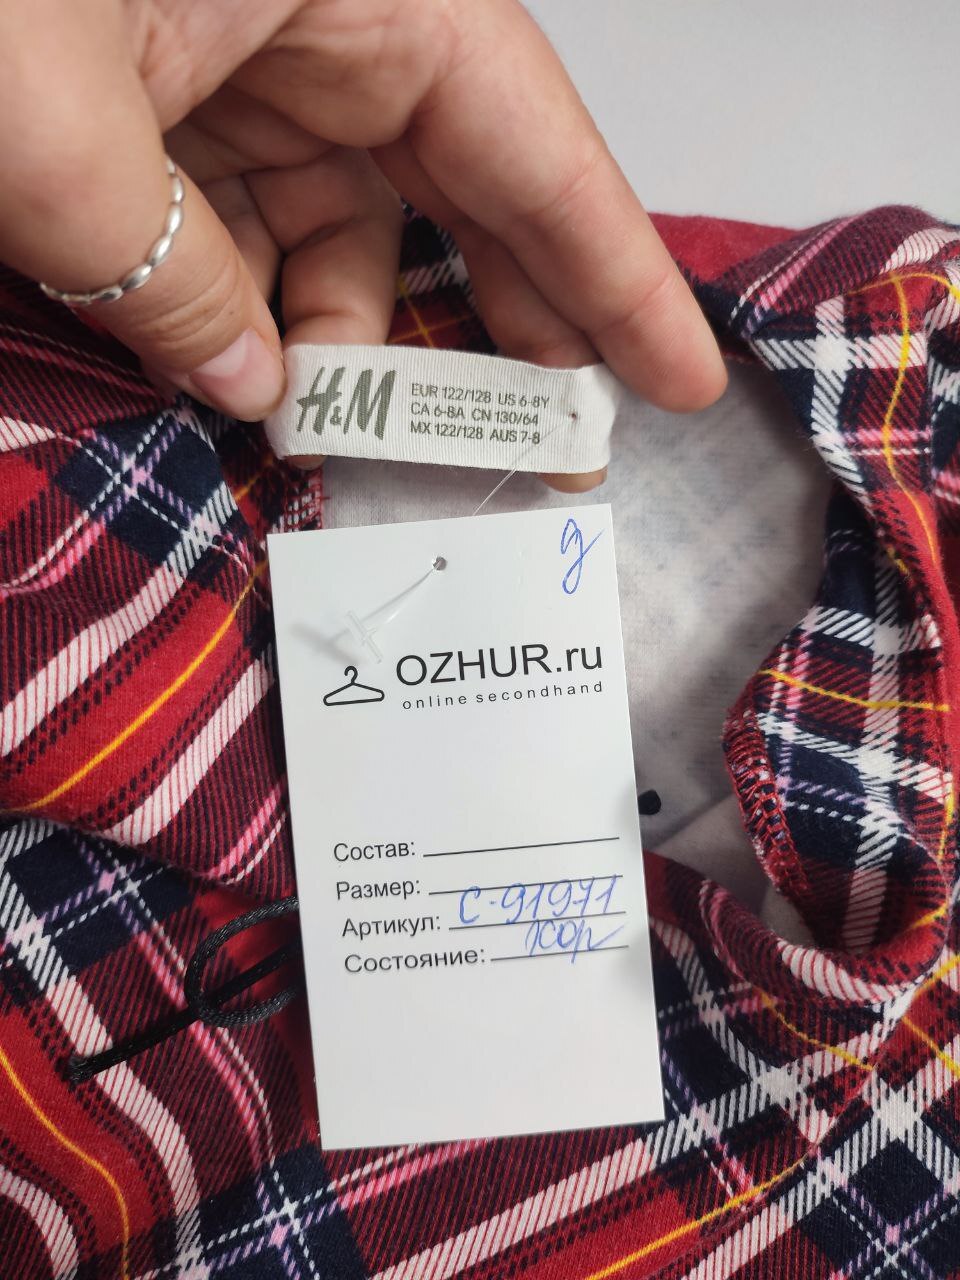 H&M
EUR 122/128 US 6-8Y
CA 6-8A CN 130/64
MX 122/128 AUS 7-8
OZHUR.ru
online secondhand
Состав:
Размер:
Артикул: С-91971
Состояние: хор